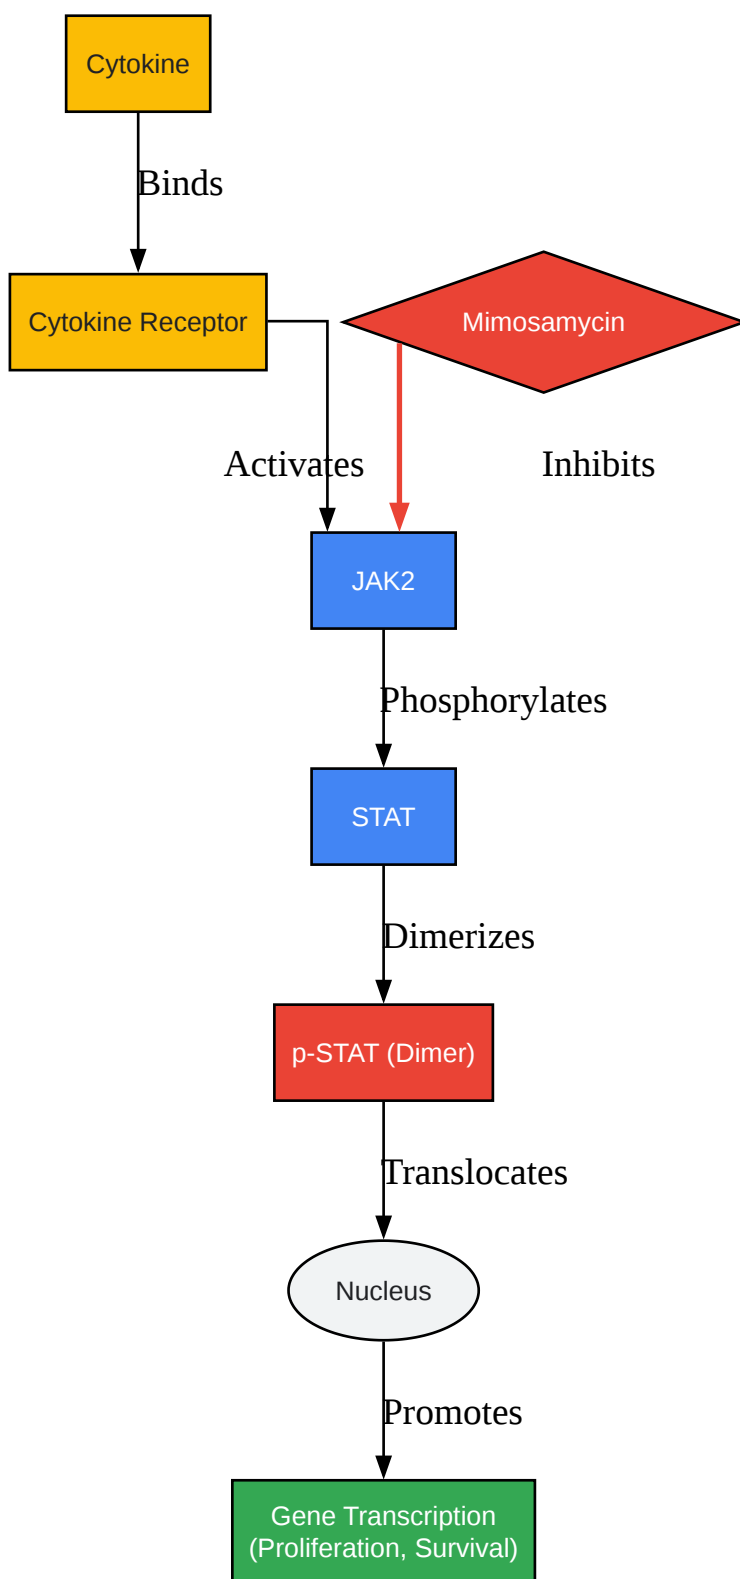 Cytokine
Binds
Cytokine Receptor
Mimosamycin
Activates
Inhibits
JAK2
Phosphorylates
STAT
Dimerizes
p-STAT (Dimer)
Translocates
Nucleus
Promotes
Gene Transcription
(Proliferation, Survival)